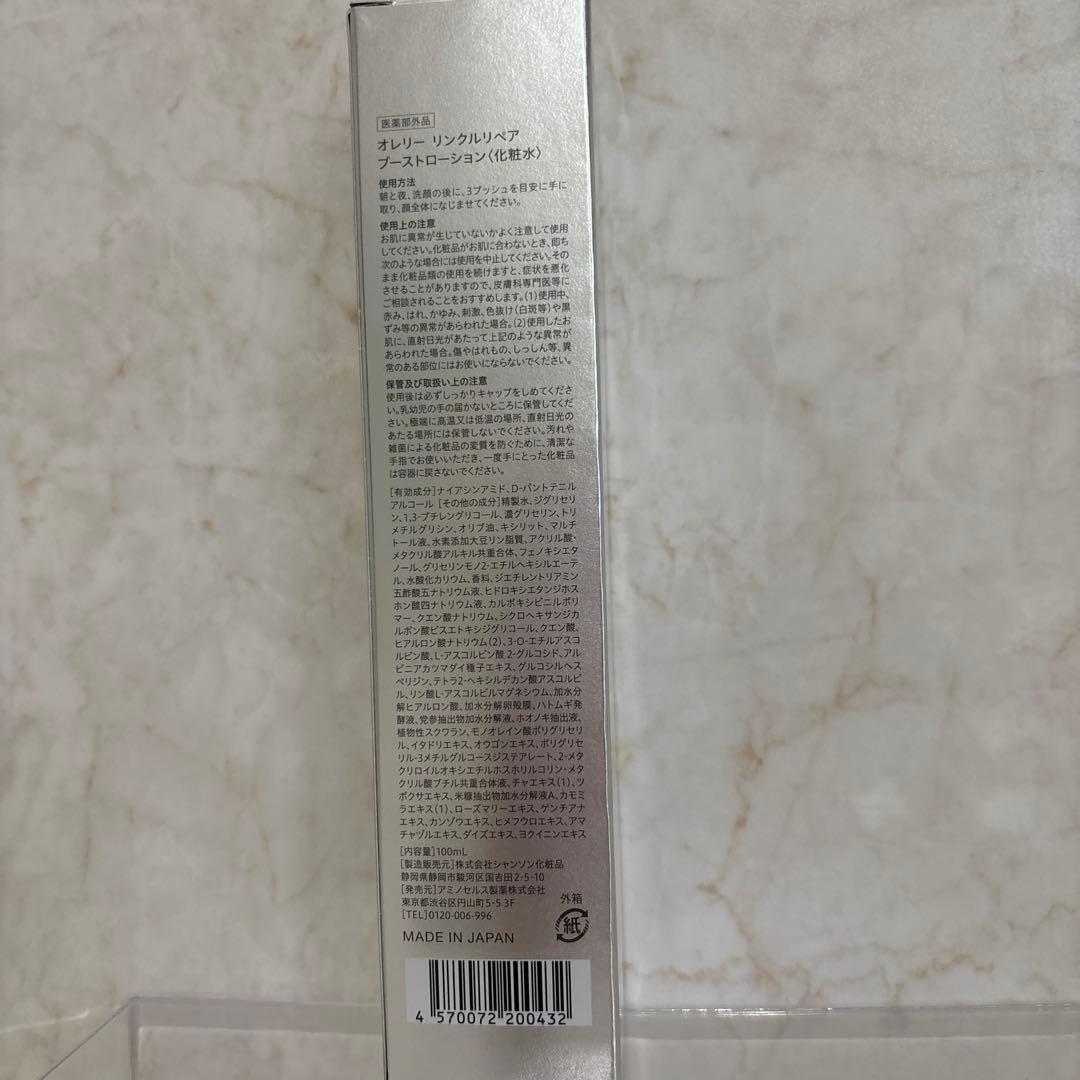 医薬部外品
オレリー リンクルリペア
ブーストローション〈化粧水〉
使用方法
朝と夜、洗顔の後に、3プッシュを目安に手に
取り、顔全体になじませてください。
使用上の注意
お肌に異常が生じていないかよく注意して使用
してください。化粧品がお肌に合わないとき、即ち
次のような場合には使用を中止してください。その
まま化粧品類の使用を続けますと、症状を悪化
させることがありますので、皮膚科専門医等に
ご相談されることをおすすめします。(1)使用中、
赤み、はれ、かゆみ、刺激、色抜け(白斑等)や黒
ずみ等の異常があらわれた場合。(2)使用したお
肌に、直射日光があたって上記のような異常が
あらわれた場合。傷やはれもの、しっしん等、異
常のある部位にはお使いにならないでください。
保管及び取扱い上の注意
使用後は必ずしっかりキャップをしめてくださ
い。乳幼児の手の届かないところに保管してくだ
さい。極端に高温又は低温の場所、直射日光の
あたる場所には保管しないでください。汚れや
雑菌による化粧品の変質を防ぐために、清潔な
手指でお使いいただき、一度手にとった化粧品
は容器に戻さないでください。
[有効成分]ナイアシンアミド、D-パントテニル
アルコール [その他の成分]精製水、ジグリセリ
ン、1,3-ブチレングリコール、濃グリセリン、トリ
メチルグリシン、オリブ油、キシリット、マルチ
トール液、水素添加大豆リン脂質、アクリル酸・
メタクリル酸アルキル共重合体、フェノキシエタ
ノール、グリセリンモノ2-エチルヘキシルエーテ
ル、水酸化カリウム、香料、ジエチレントリアミン
五酢酸五ナトリウム液、ヒドロキシエタンジホス
ホン酸四ナトリウム液、カルボキシビニルポリ
マー、クエン酸ナトリウム、シクロヘキサンジカ
ルボン酸ビスエトキシジグリコール、クエン酸、
ヒアルロン酸ナトリウム(2)、3-O-エチルアスコ
ルビン酸、L-アスコルビン酸 2-グルコシド、アル
ピニアカツマダイ種子エキス、グルコシルヘス
ペリジン、テトラ2-ヘキシルデカン酸アスコルビ
ル、リン酸L-アスコルビルマグネシウム、加水分
解ヒアルロン酸、加水分解卵殻膜、ハトムギ発
酵液、党参抽出物加水分解液、ホオノキ抽出液、
植物性スクワラン、モノオレイン酸ポリグリセリ
ル、イタドリエキス、オウゴンエキス、ポリグリセ
リル-3メチルグルコースジステアレート、2-メタ
クリロイルオキシエチルホスホリルコリン・メタ
クリル酸ブチル共重合体液、チャエキス(1)、ツ
ボクサエキス、米糠抽出物加水分解液A、カモミ
ラエキス(1)、ローズマリーエキス、ゲンチアナ
エキス、カンゾウエキス、ヒメフウロエキス、アマ
チャヅルエキス、ダイズエキス、ヨクイニンエキス
[内容量]100mL
[製造販売元]株式会社シャンソン化粧品
静岡県静岡市駿河区国吉田2-5-10
[発売元]アミノセルス製薬株式会社
東京都渋谷区円山町5-5 3F
[TEL]0120-006-996
外箱
紙
MADE IN JAPAN
4 570072 200432